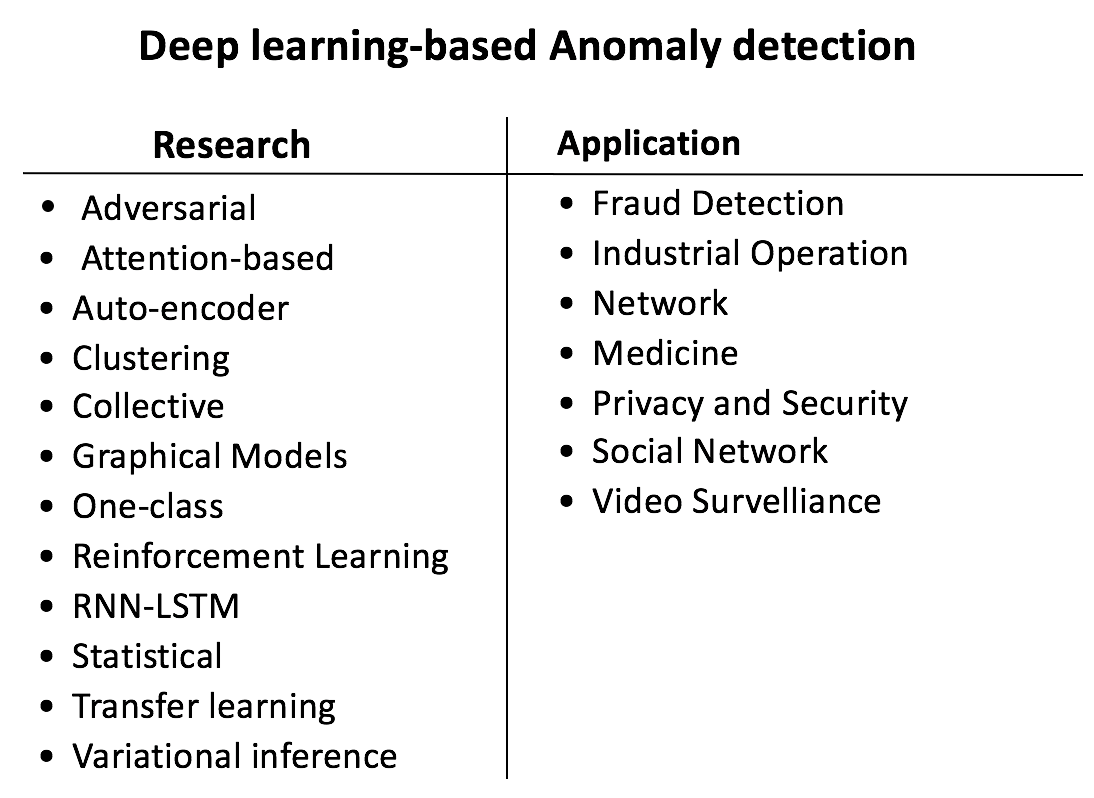 Deep learning-based Anomaly detection
Research
Application
• Adversarial
• Attention-based
• Auto-encoder
• Clustering
• Collective
• Graphical Models
• One-class
• Reinforcement Learning
• RNN-LSTM
• Statistical
• Transfer learning
• Variational inference
• Fraud Detection
• Industrial Operation
• Network
• Medicine
• Privacy and Security
• Social Network
• Video Survelliance